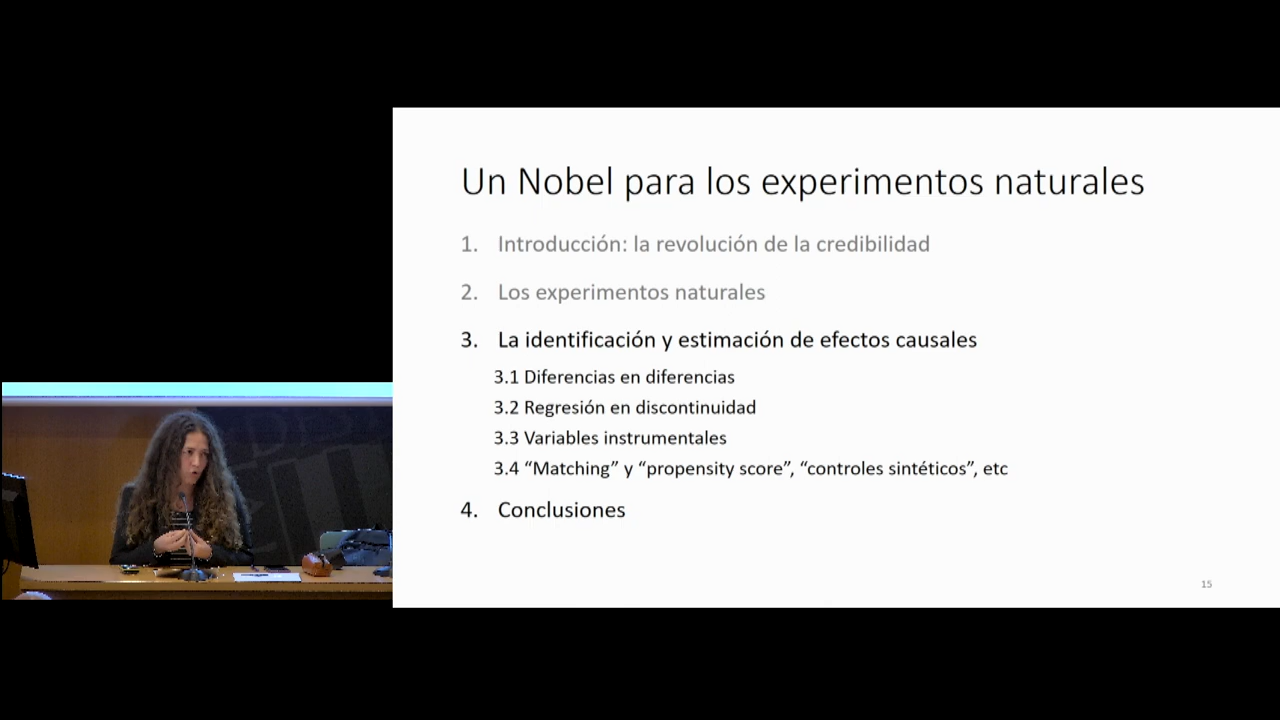 Un Nobel para los experimentos naturales
1. Introducción: la revolución de la credibilidad
2. Los experimentos naturales
3. La identificación y estimación de efectos causales
3.1 Diferencias en diferencias
3.2 Regresión en discontinuidad
3.3 Variables instrumentales
3.4 “Matching” y “propensity score”, “controles sintéticos”, etc
4. Conclusiones
15